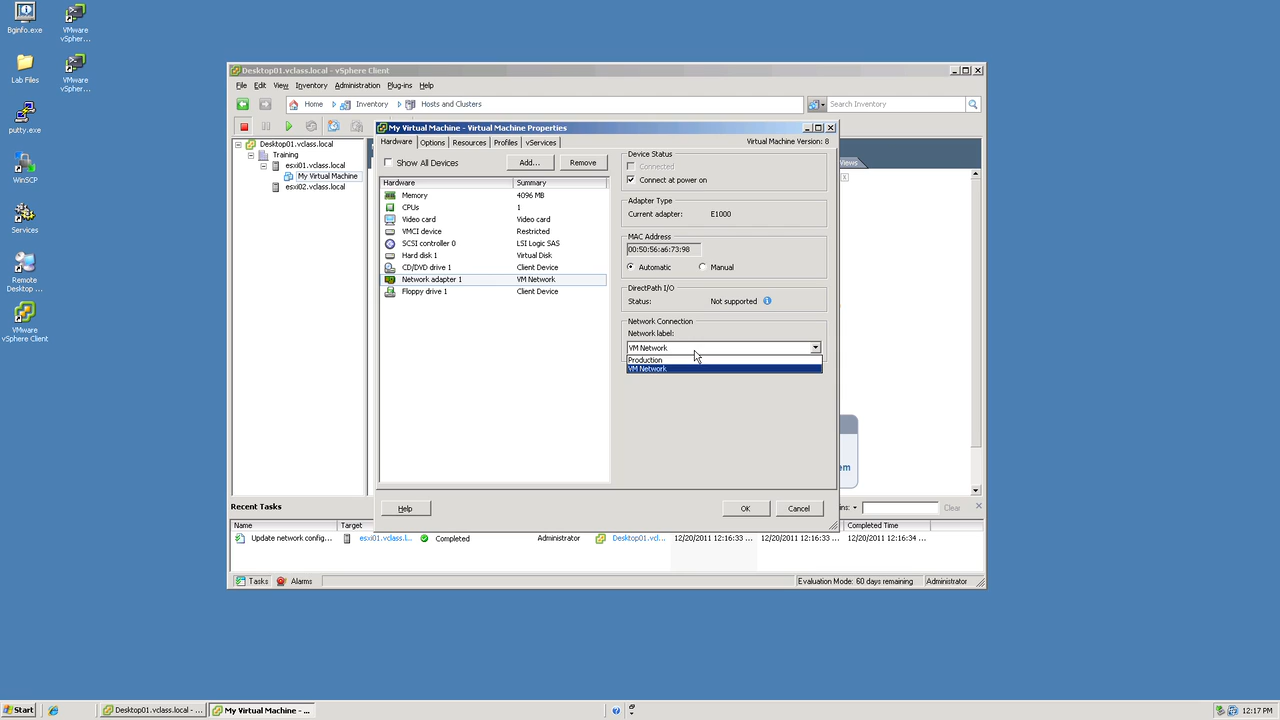 Bginfo.exe
VMware
vSpher...
Lab Files
VMware
vSpher...
putty.exe
WinSCP
Services
Remote
Desktop ...
VMware
vSphere Client
Desktop01.vclass.local - vSphere Client
File Edit View Inventory Administration Plug-ins Help
Home Inventory Hosts and Clusters
Search Inventory
Desktop01.vclass.local
Training
esxi01.vclass.local
My Virtual Machine
esxi02.vclass.local
My Virtual Machine - Virtual Machine Properties
Hardware Options Resources Profiles vServices
Virtual Machine Version: 8
Views
Show All Devices
Add...
Remove
Hardware Summary
Memory 4096 MB
CPUs 1
Video card Video card
VMCI device Restricted
SCSI controller 0 LSI Logic SAS
Hard disk 1 Virtual Disk
CD/DVD drive 1 Client Device
Network adapter 1 VM Network
Floppy drive 1 Client Device
Device Status
Connected
Connect at power on
Adapter Type
Current adapter: E1000
MAC Address
00:50:56:a6:73:98
Automatic Manual
DirectPath I/O
Status: Not supported
Network Connection
Network label:
VM Network
Production
VM Network
em
Help
OK
Cancel
Recent Tasks
ns:
Clear
Name Target Completed Time
Update network config... esxi01.vclass.l... Completed Administrator Desktop01.vcl... 12/20/2011 12:16:33 ... 12/20/2011 12:16:33 ... 12/20/2011 12:16:34 ...
Tasks Alarms
Evaluation Mode: 60 days remaining Administrator
Start
Desktop01.vclass.local - ...
My Virtual Machine - ...
12:17 PM